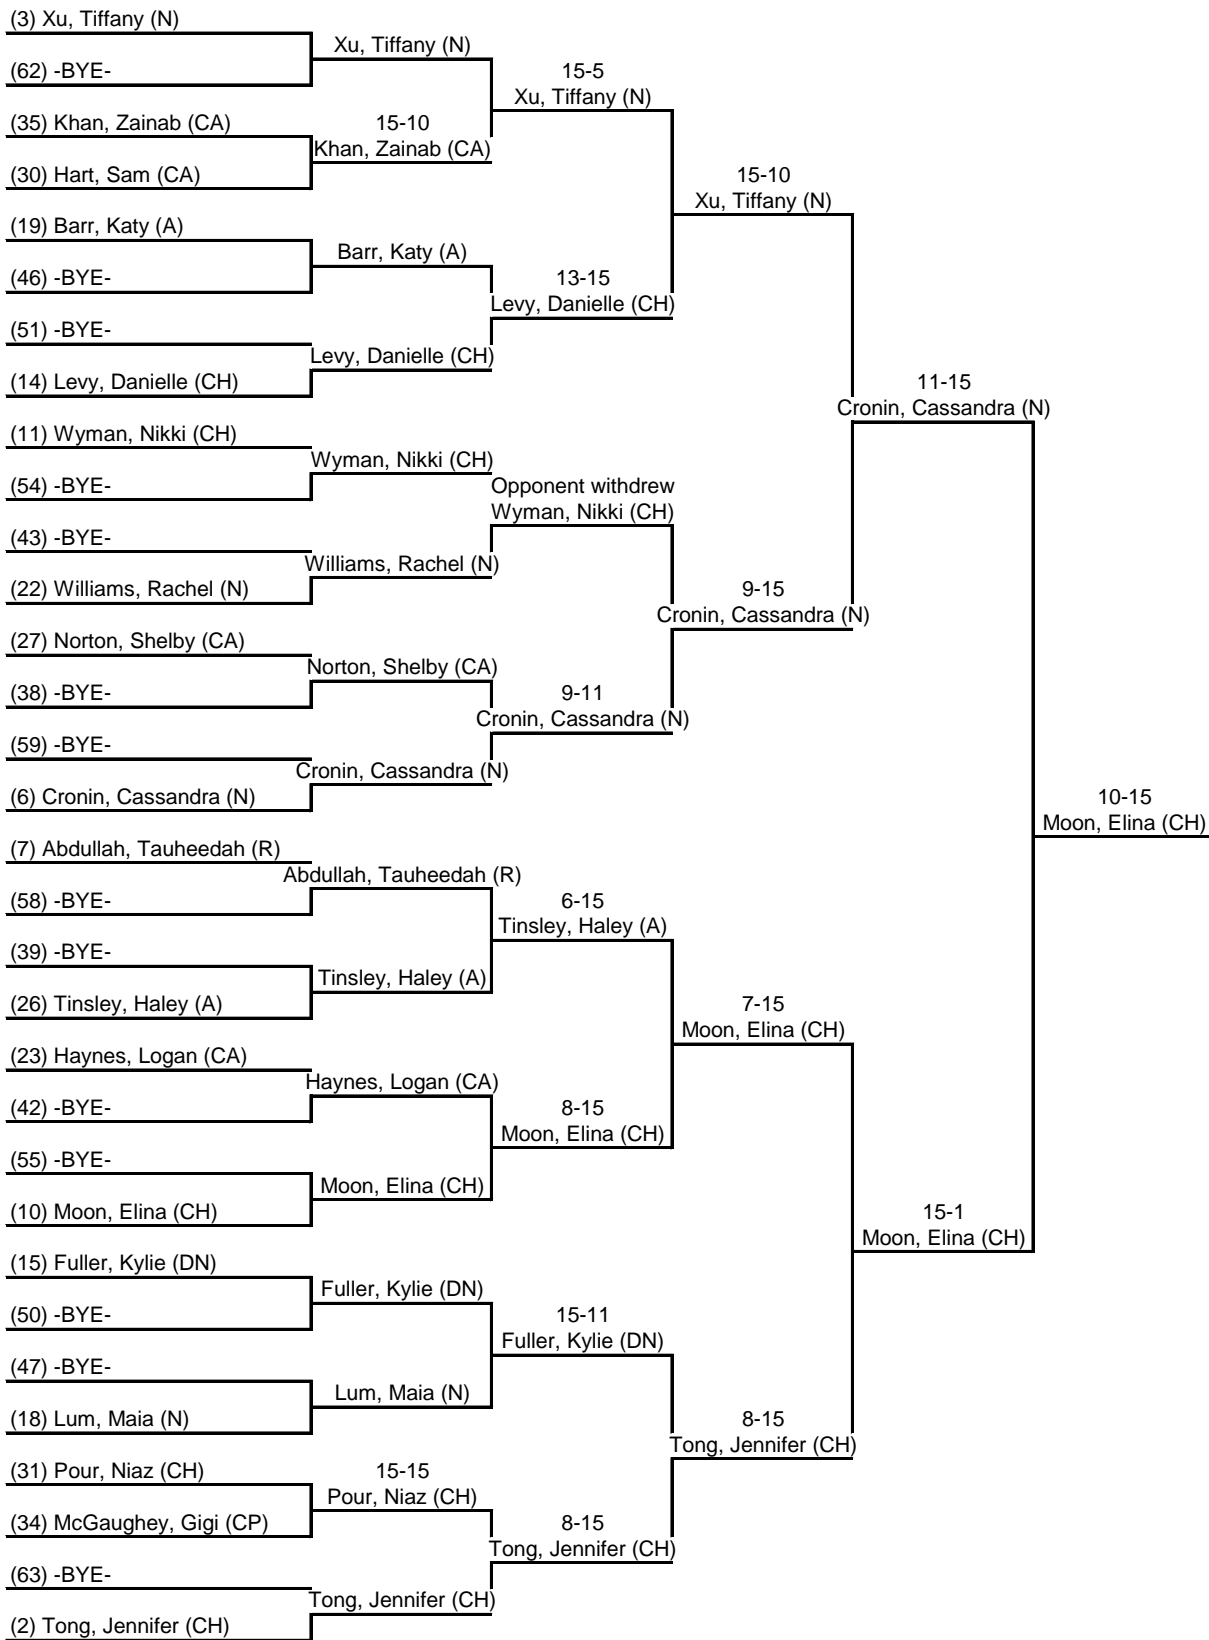 (3) Xu, Tiffany (N)
(62) -BYE-
(35) Khan, Zainab (CA)
(30) Hart, Sam (CA)
(19) Barr, Katy (A)
(46) -BYE-
(51) -BYE-
(14) Levy, Danielle (CH)
(11) Wyman, Nikki (CH)
(54) -BYE-
(43) -BYE-
(22) Williams, Rachel (N)
(27) Norton, Shelby (CA)
(38) -BYE-
(59) -BYE-
(6) Cronin, Cassandra (N)
(7) Abdullah, Tauheedah (R)
(58) -BYE-
(39) -BYE-
(26) Tinsley, Haley (A)
(23) Haynes, Logan (CA)
(42) -BYE-
(55) -BYE-
(10) Moon, Elina (CH)
(15) Fuller, Kylie (DN)
(50) -BYE-
(47) -BYE-
(18) Lum, Maia (N)
(31) Pour, Niaz (CH)
(34) McGaughey, Gigi (CP)
(63) -BYE-
(2) Tong, Jennifer (CH)
Xu, Tiffany (N)
15-10
Khan, Zainab (CA)
Barr, Katy (A)
Levy, Danielle (CH)
Wyman, Nikki (CH)
Williams, Rachel (N)
Norton, Shelby (CA)
Cronin, Cassandra (N)
Abdullah, Tauheedah (R)
Tinsley, Haley (A)
Haynes, Logan (CA)
Moon, Elina (CH)
Fuller, Kylie (DN)
Lum, Maia (N)
15-15
Pour, Niaz (CH)
Tong, Jennifer (CH)
15-5
Xu, Tiffany (N)
13-15
Levy, Danielle (CH)
Opponent withdrew
Wyman, Nikki (CH)
9-11
Cronin, Cassandra (N)
6-15
Tinsley, Haley (A)
8-15
Moon, Elina (CH)
15-11
Fuller, Kylie (DN)
8-15
Tong, Jennifer (CH)
15-10
Xu, Tiffany (N)
9-15
Cronin, Cassandra (N)
7-15
Moon, Elina (CH)
8-15
Tong, Jennifer (CH)
11-15
Cronin, Cassandra (N)
15-1
Moon, Elina (CH)
10-15
Moon, Elina (CH)